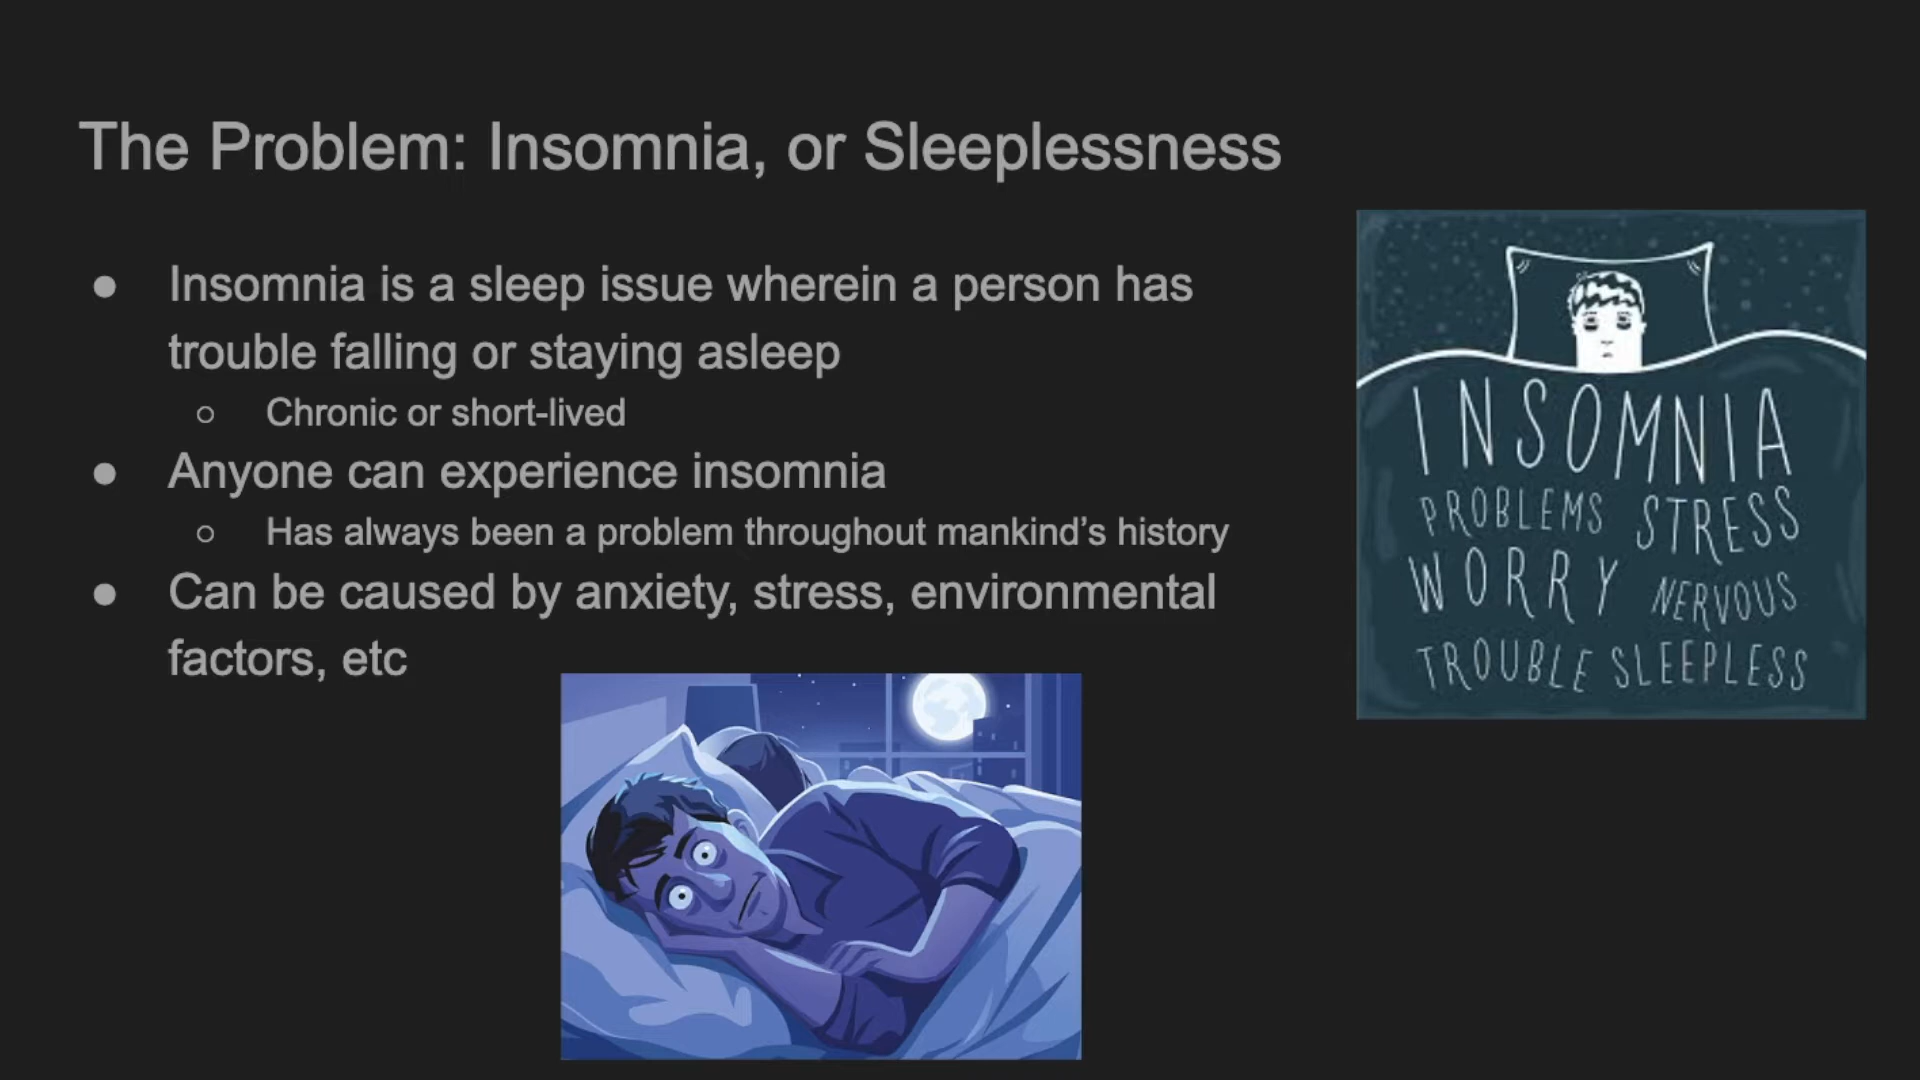 The Problem: Insomnia, or Sleeplessness
● Insomnia is a sleep issue wherein a person has
trouble falling or staying asleep
○ Chronic or short-lived
● Anyone can experience insomnia
○ Has always been a problem throughout mankind’s history
● Can be caused by anxiety, stress, environmental
factors, etc
INSOMNIA
PROBLEMS STRESS
WORRY NERVOUS
TROUBLE SLEEPLESS